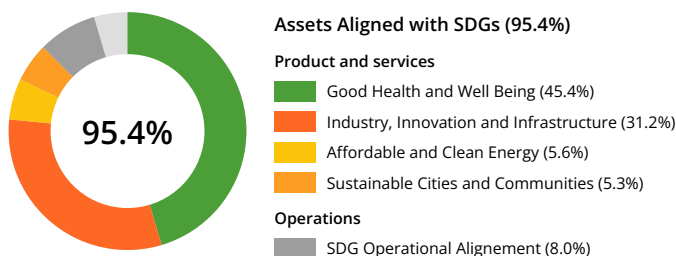 Assets Aligned with SDGs (95.4%)
Product and services
Good Health and Well Being (45.4%)
95.4%
Industry, Innovation and Infrastructure (31.2%)
Affordable and Clean Energy (5.6%)
Sustainable Cities and Communities (5.3%)
Operations
SDG Operational Alignement (8.0%)